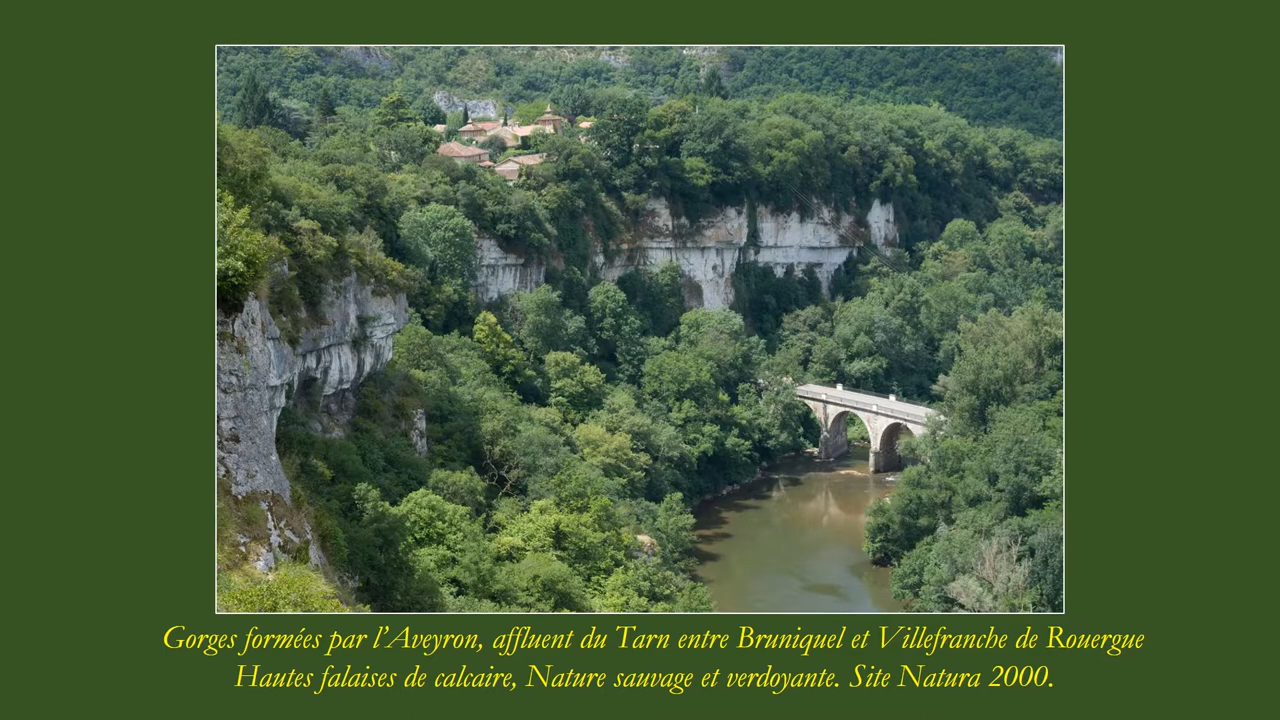 Gorges formées par l’Aveyron, affluent du Tarn entre Bruniquel et Villefranche de Rouergue
Hautes falaises de calcaire, Nature sauvage et verdoyante. Site Natura 2000.